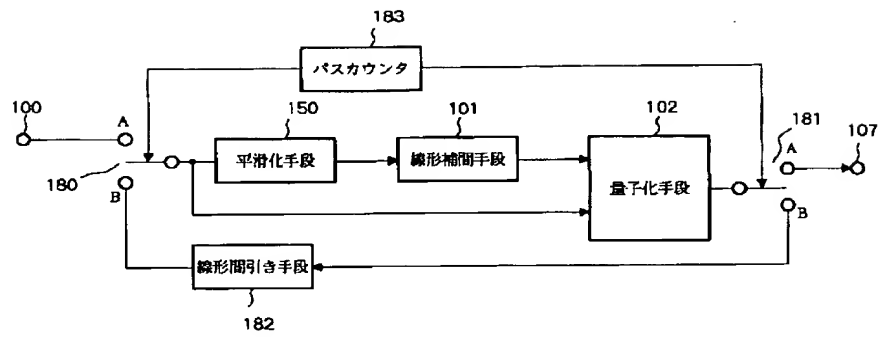 183
パスカウンタ
100
A
150
101
102
181
107
A
平滑化手段
線形補間手段
量子化手段
180
B
B
線形間引き手段
182